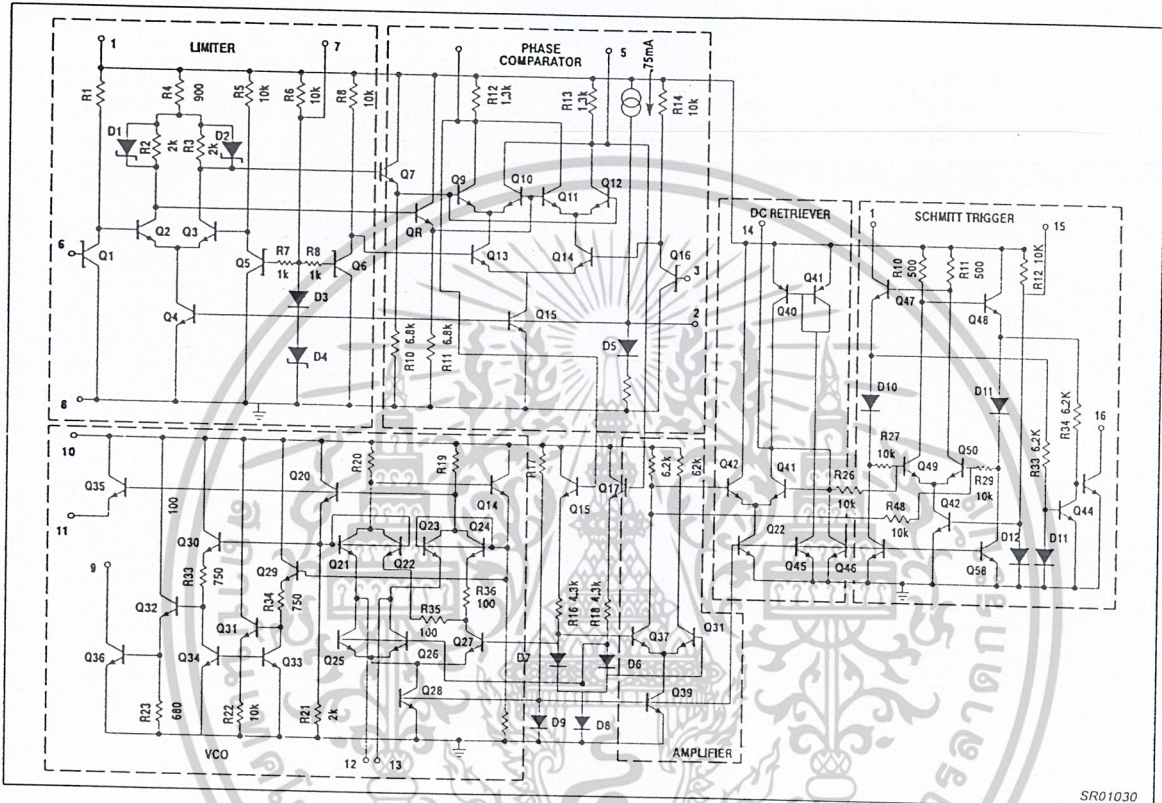 LIMITER
PHASE COMPARATOR
DC RETRIEVER
SCHMITT TRIGGER
VCO
AMPLIFIER
1
7
5
.75mA
R1
R4
900
R5
10k
R6
10k
R8
10k
R12
1.3k
R13
1.3k
R14
10k
D1
R2
2k
R3
2k
D2
Q7
Q9
Q10
Q11
Q12
6
Q1
Q2
Q3
Q5
R7
1k
R8
1k
Q6
QR
Q13
Q14
Q16
3
Q4
D3
D4
Q15
2
R10 6.8k
R11 6.8k
D5
8
14
1
15
R10
500
R11
500
R12 10K
Q41
Q40
Q47
Q48
D10
D11
R34 6.2K
R33 6.2K
16
10
11
Q35
100
Q20
R20
R19
R17
Q14
Q15
Q17
6.2k
62k
Q42
Q41
R27
10k
Q49
Q50
R29
10k
R26
10k
R48
10k
Q42
Q44
D12
D11
Q22
Q45
Q46
Q58
9
Q30
R33
750
Q29
R34
750
Q21
Q22
Q23
Q24
R36
100
R35
100
Q32
Q31
Q25
Q26
Q27
R16 4.3k
R18 4.3k
Q37
Q31
D7
D6
Q36
Q34
Q33
Q28
Q39
R23
680
R22
10k
R21
2k
D9
D8
12
13
SR01030